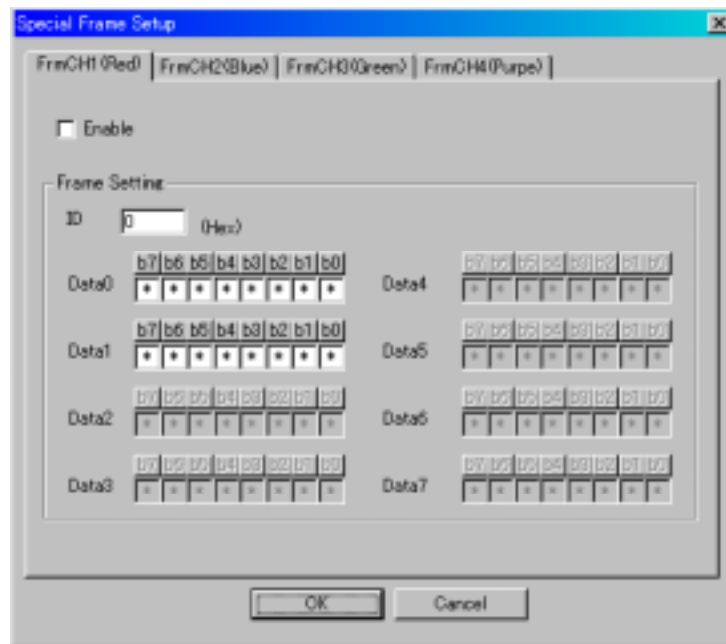 Special Frame Setup
FrmCH1(Red) FrmCH2(Blue) FrmCH3(Green) FrmCH4(Purpe)
Enable
Frame Setting
ID 0 (Hex)
b7 b6 b5 b4 b3 b2 b1 b0 b7 b6 b5 b4 b3 b2 b1 b0
Data0 * * * * * * * * Data4 * * * * * * * *
b7 b6 b5 b4 b3 b2 b1 b0 b7 b6 b5 b4 b3 b2 b1 b0
Data1 * * * * * * * * Data5 * * * * * * * *
b7 b6 b5 b4 b3 b2 b1 b0 b7 b6 b5 b4 b3 b2 b1 b0
Data2 * * * * * * * * Data6 * * * * * * * *
b7 b6 b5 b4 b3 b2 b1 b0 b7 b6 b5 b4 b3 b2 b1 b0
Data3 * * * * * * * * Data7 * * * * * * * *
OK Cancel